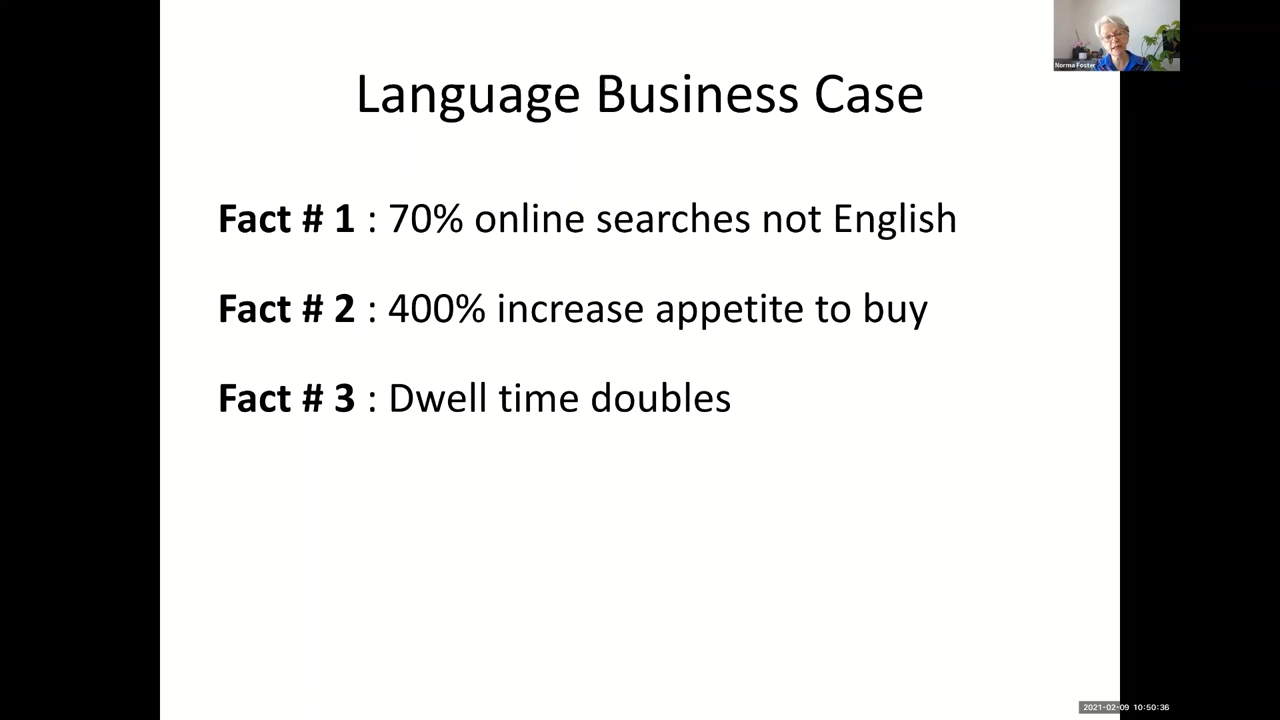 Norma Foster
Language Business Case
Fact # 1 : 70% online searches not English
Fact # 2 : 400% increase appetite to buy
Fact # 3 : Dwell time doubles
2021-02-09 10:50:36